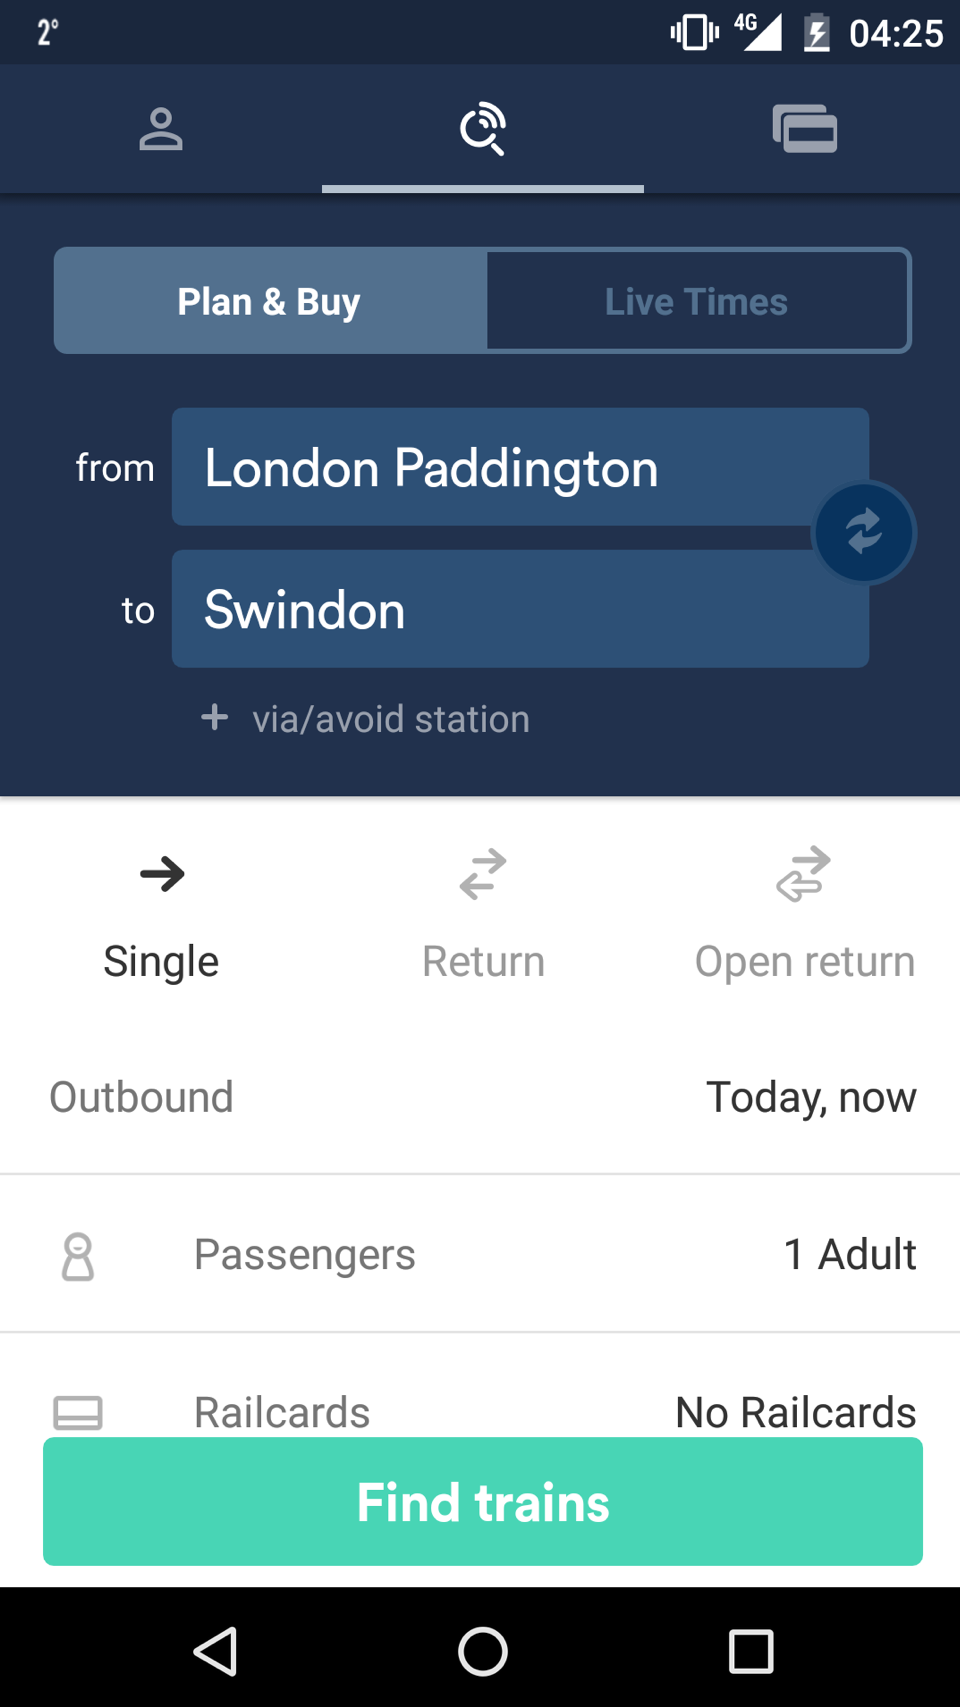 2° 4G 04:25
Plan & Buy Live Times
from London Paddington
to Swindon
+ via/avoid station
Single Return Open return
Outbound Today, now
Passengers 1 Adult
Railcards No Railcards
Find trains